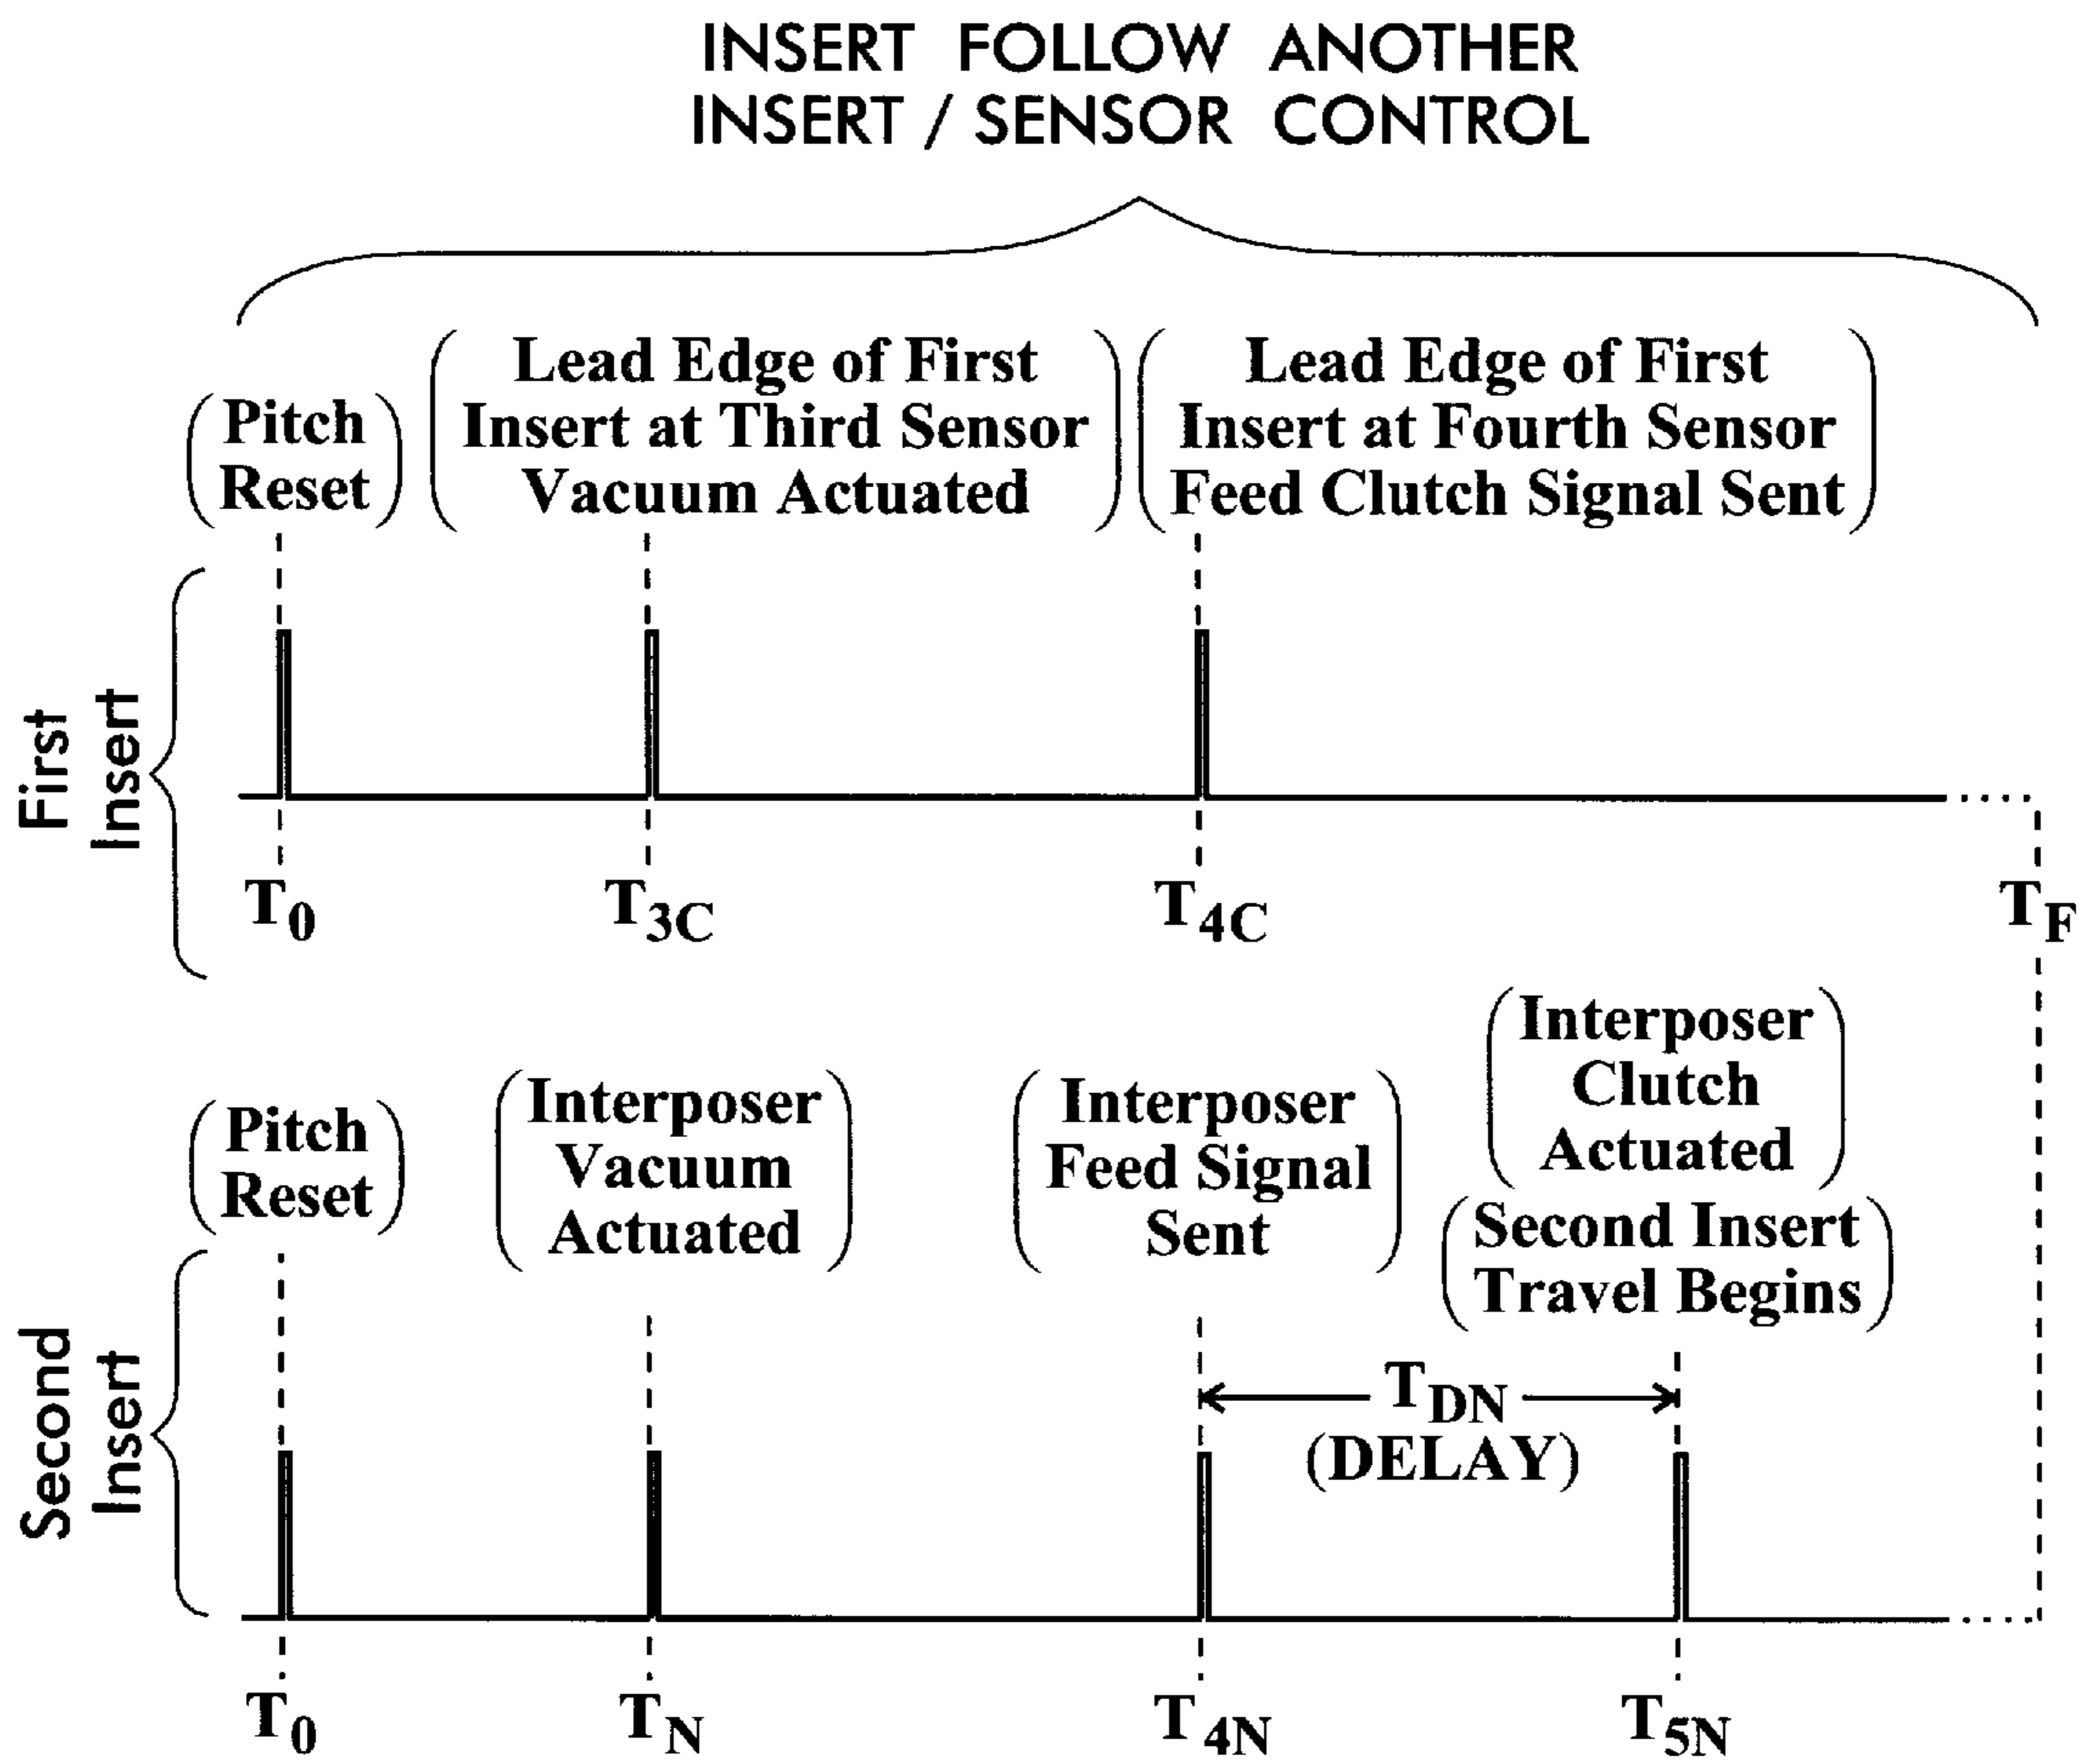 INSERT FOLLOW ANOTHER
INSERT / SENSOR CONTROL
(Pitch
Reset)
(Lead Edge of First
Insert at Third Sensor
Vacuum Actuated)
(Lead Edge of First
Insert at Fourth Sensor
Feed Clutch Signal Sent)
First
Insert
T0
T3C
T4C
TF
(Pitch
Reset)
(Interposer
Vacuum
Actuated)
(Interposer
Feed Signal
Sent)
(Interposer
Clutch
Actuated)
(Second Insert
Travel Begins)
TDN
(DELAY)
Second
Insert
T0
TN
T4N
T5N